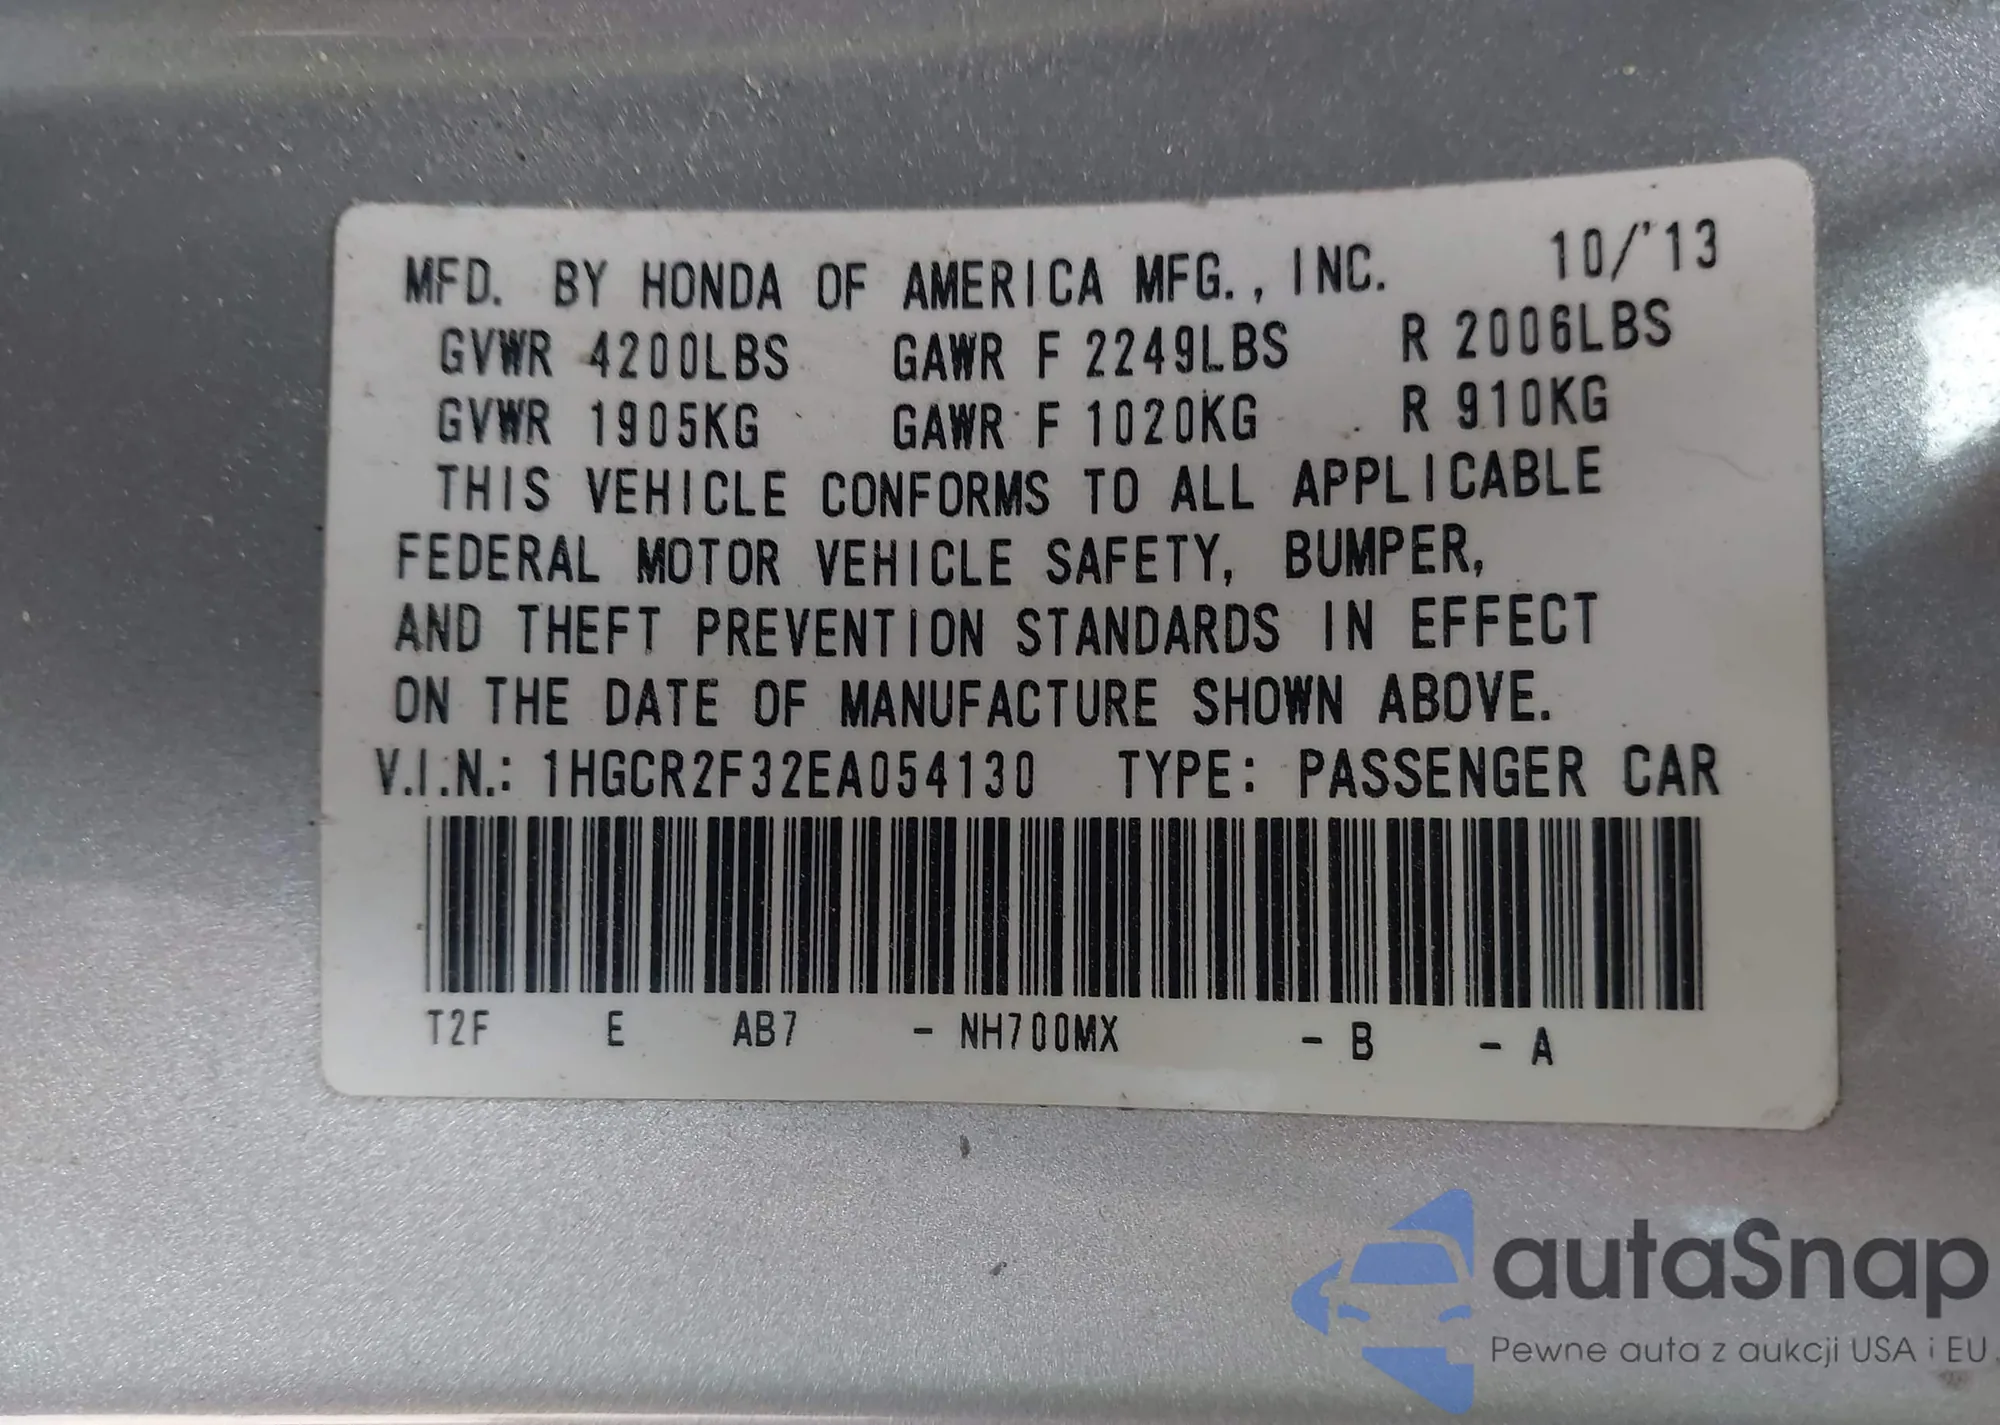 MFD. BY HONDA OF AMERICA MFG., INC. 10/'13
GVWR 4200LBS GAWR F 2249LBS R 2006LBS
GVWR 1905KG GAWR F 1020KG R 910KG
THIS VEHICLE CONFORMS TO ALL APPLICABLE
FEDERAL MOTOR VEHICLE SAFETY, BUMPER,
AND THEFT PREVENTION STANDARDS IN EFFECT
ON THE DATE OF MANUFACTURE SHOWN ABOVE.
V.I.N.: 1HGCR2F32EA054130 TYPE: PASSENGER CAR
T2F E AB7 - NH700MX - B - A
autaSnap
Pewne auta z aukcji USA i EU